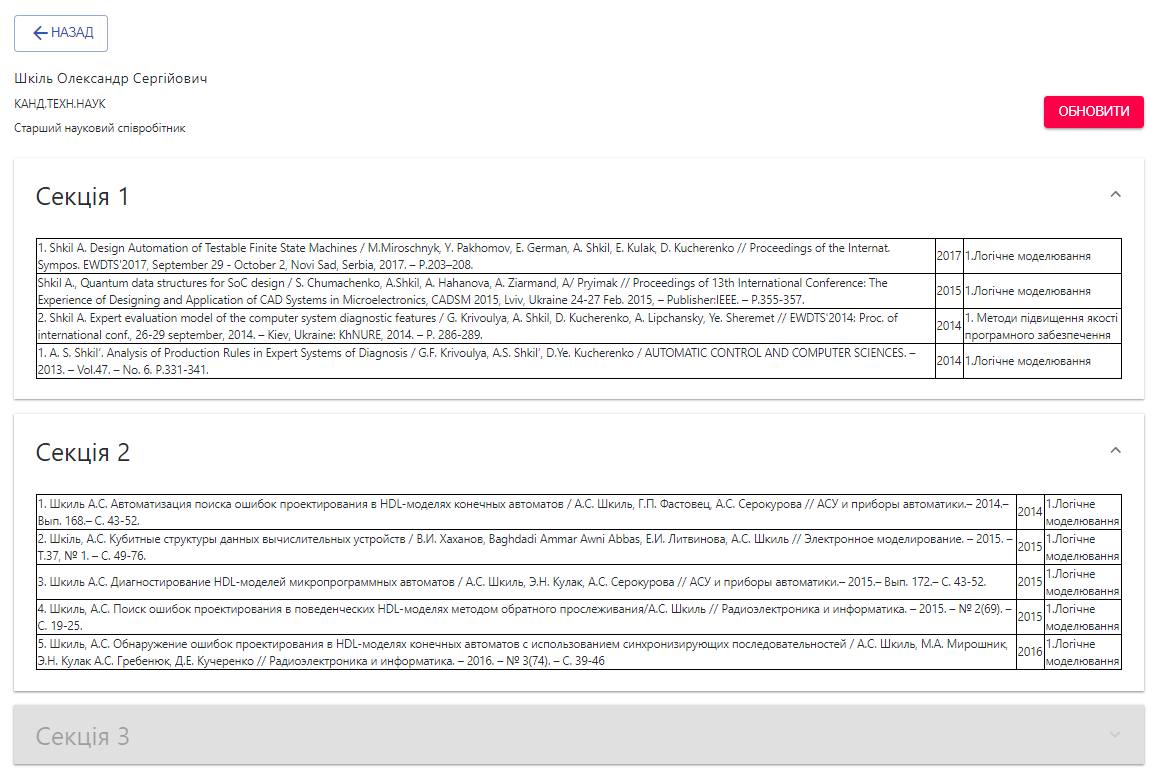 НАЗАД
Шкіль Олександр Сергійович
КАНД.ТЕХН.НАУК
Старший науковий співробітник
ОБНОВИТИ
Секція 1
1. Shkil A. Design Automation of Testable Finite State Machines / M.Miroschnyk, Y. Pakhomov, E. German, A. Shkil, E. Kulak, D. Kucherenko // Proceedings of the Internat.
Sympos. EWDTS'2017, September 29 - October 2, Novi Sad, Serbia, 2017. – P.203–208.
2017
1.Логічне моделювання
Shkil A., Quantum data structures for SoC design / S. Chumachenko, A.Shkil, A. Hahanova, A. Ziarmand, A/ Pryimak // Proceedings of 13th International Conference: The
Experience of Designing and Application of CAD Systems in Microelectronics, CADSM 2015, Lviv, Ukraine 24-27 Feb. 2015, – Publisher:IEEE. – P.355-357.
2015
1.Логічне моделювання
2. Shkil A. Expert evaluation model of the computer system diagnostic features / G. Krivoulya, A. Shkil, D. Kucherenko, A. Lipchansky, Ye. Sheremet // EWDTS'2014: Proc. of
international conf., 26-29 september, 2014. – Kiev, Ukraine: KhNURE, 2014. – P. 286-289.
2014
1. Методи підвищення якості
програмного забезпечення
1. A. S. Shkil’. Analysis of Production Rules in Expert Systems of Diagnosis / G.F. Krivoulya, A.S. Shkil’, D.Ye. Kucherenko / AUTOMATIC CONTROL AND COMPUTER SCIENCES. –
2013. – Vol.47. – No. 6. P.331-341.
2014
1.Логічне моделювання
Секція 2
1. Шкиль А.С. Автоматизация поиска ошибок проектирования в HDL-моделях конечных автоматов / А.С. Шкиль, Г.П. Фастовец, А.С. Серокурова // АСУ и приборы автоматики.– 2014.–
Вып. 168.– С. 43-52.
2014
1.Логічне
моделювання
2. Шкіль, А.С. Кубитные структуры данных вычислительных устройств / В.И. Хаханов, Baghdadi Ammar Awni Abbas, Е.И. Литвинова, А.С. Шкиль // Электронное моделирование. – 2015. –
Т.37, № 1. – С. 49-76.
2015
1.Логічне
моделювання
3. Шкиль А.С. Диагностирование HDL-моделей микропрограммных автоматов / А.С. Шкиль, Э.Н. Кулак, А.С. Серокурова // АСУ и приборы автоматики.– 2015.– Вып. 172.– С. 43-52.
2015
1.Логічне
моделювання
4. Шкиль, А.С. Поиск ошибок проектирования в поведенческих HDL-моделях методом обратного прослеживания/А.С. Шкиль // Радиоэлектроника и информатика. – 2015. – № 2(69). –
С. 19-25.
2015
1.Логічне
моделювання
5. Шкиль, А.С. Обнаружение ошибок проектирования в HDL-моделях конечных автоматов с использованием синхронизирующих последовательностей / А.С. Шкиль, М.А. Мирошник,
Э.Н. Кулак А.С. Гребенюк, Д.Е. Кучеренко // Радиоэлектроника и информатика. – 2016. – № 3(74). – С. 39-46
2016
1.Логічне
моделювання
Секція 3